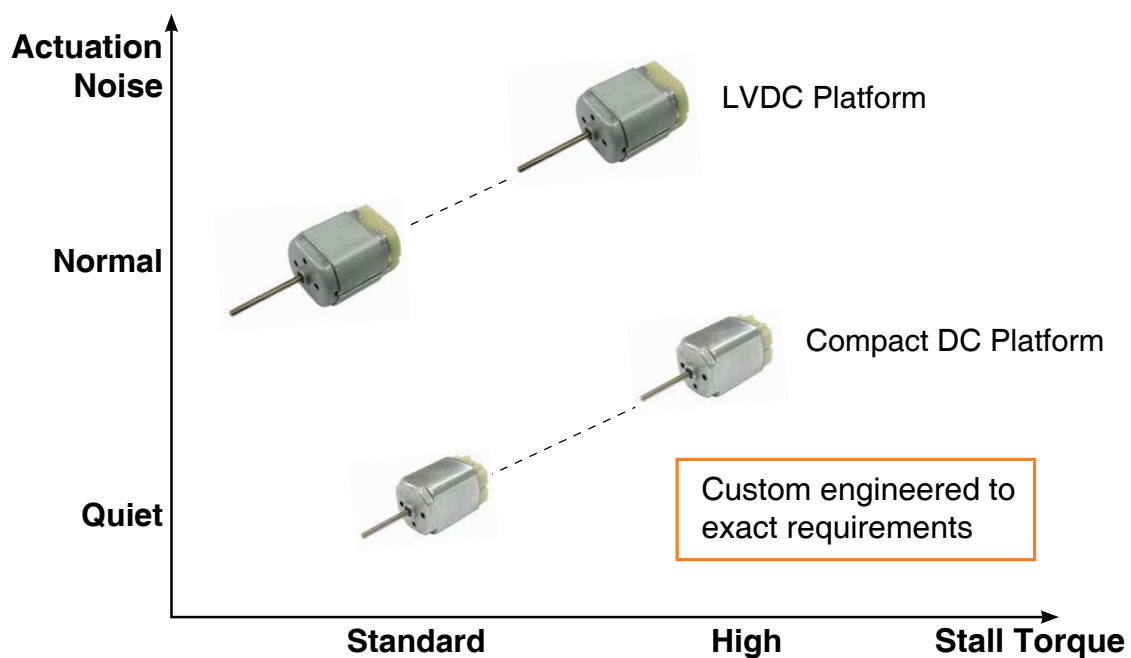 Actuation
Noise
LVDC Platform
Normal
Compact DC Platform
Quiet
Custom engineered to
exact requirements
Standard
High
Stall Torque